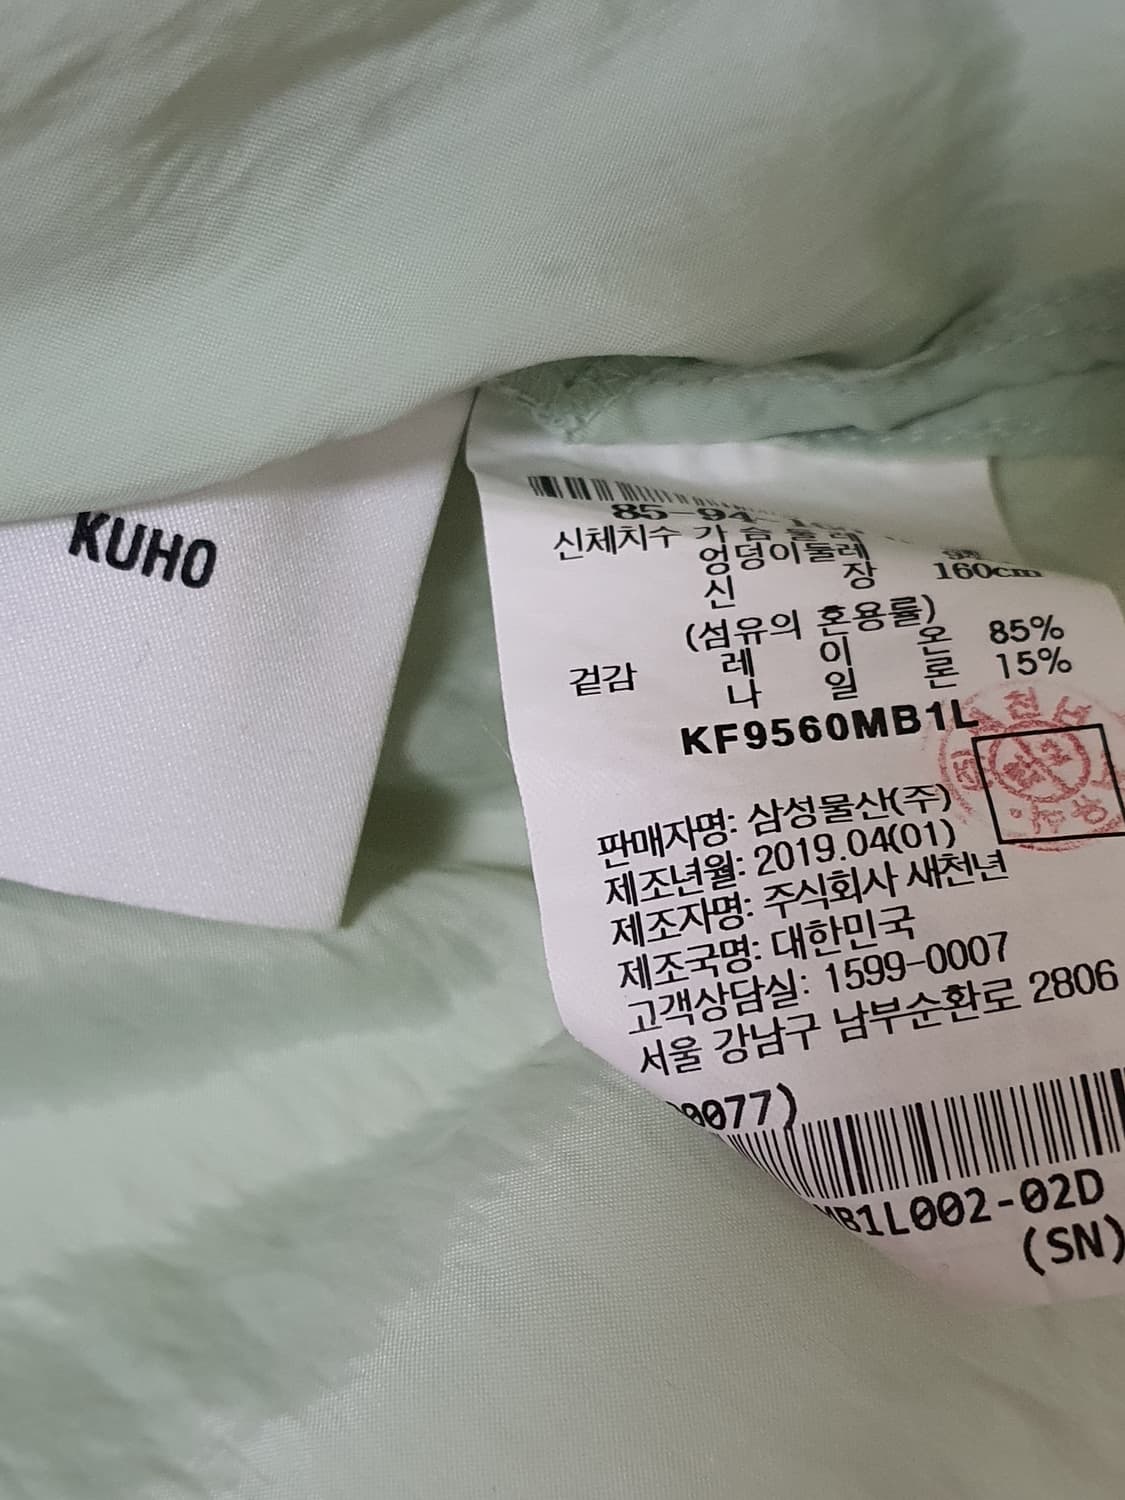 KUHO
85-94-160
신체치수 가슴둘레
엉덩이둘레
신 장 160cm
(섬유의 혼용률)
겉감 레이온 85%
나일론 15%
KF9560MB1L
판매자명: 삼성물산(주)
제조년월: 2019.04(01)
제조자명: 주식회사 새천년
제조국명: 대한민국
고객상담실: 1599-0007
서울 강남구 남부순환로 2806
0077)
MB1L002-02D
(SN)